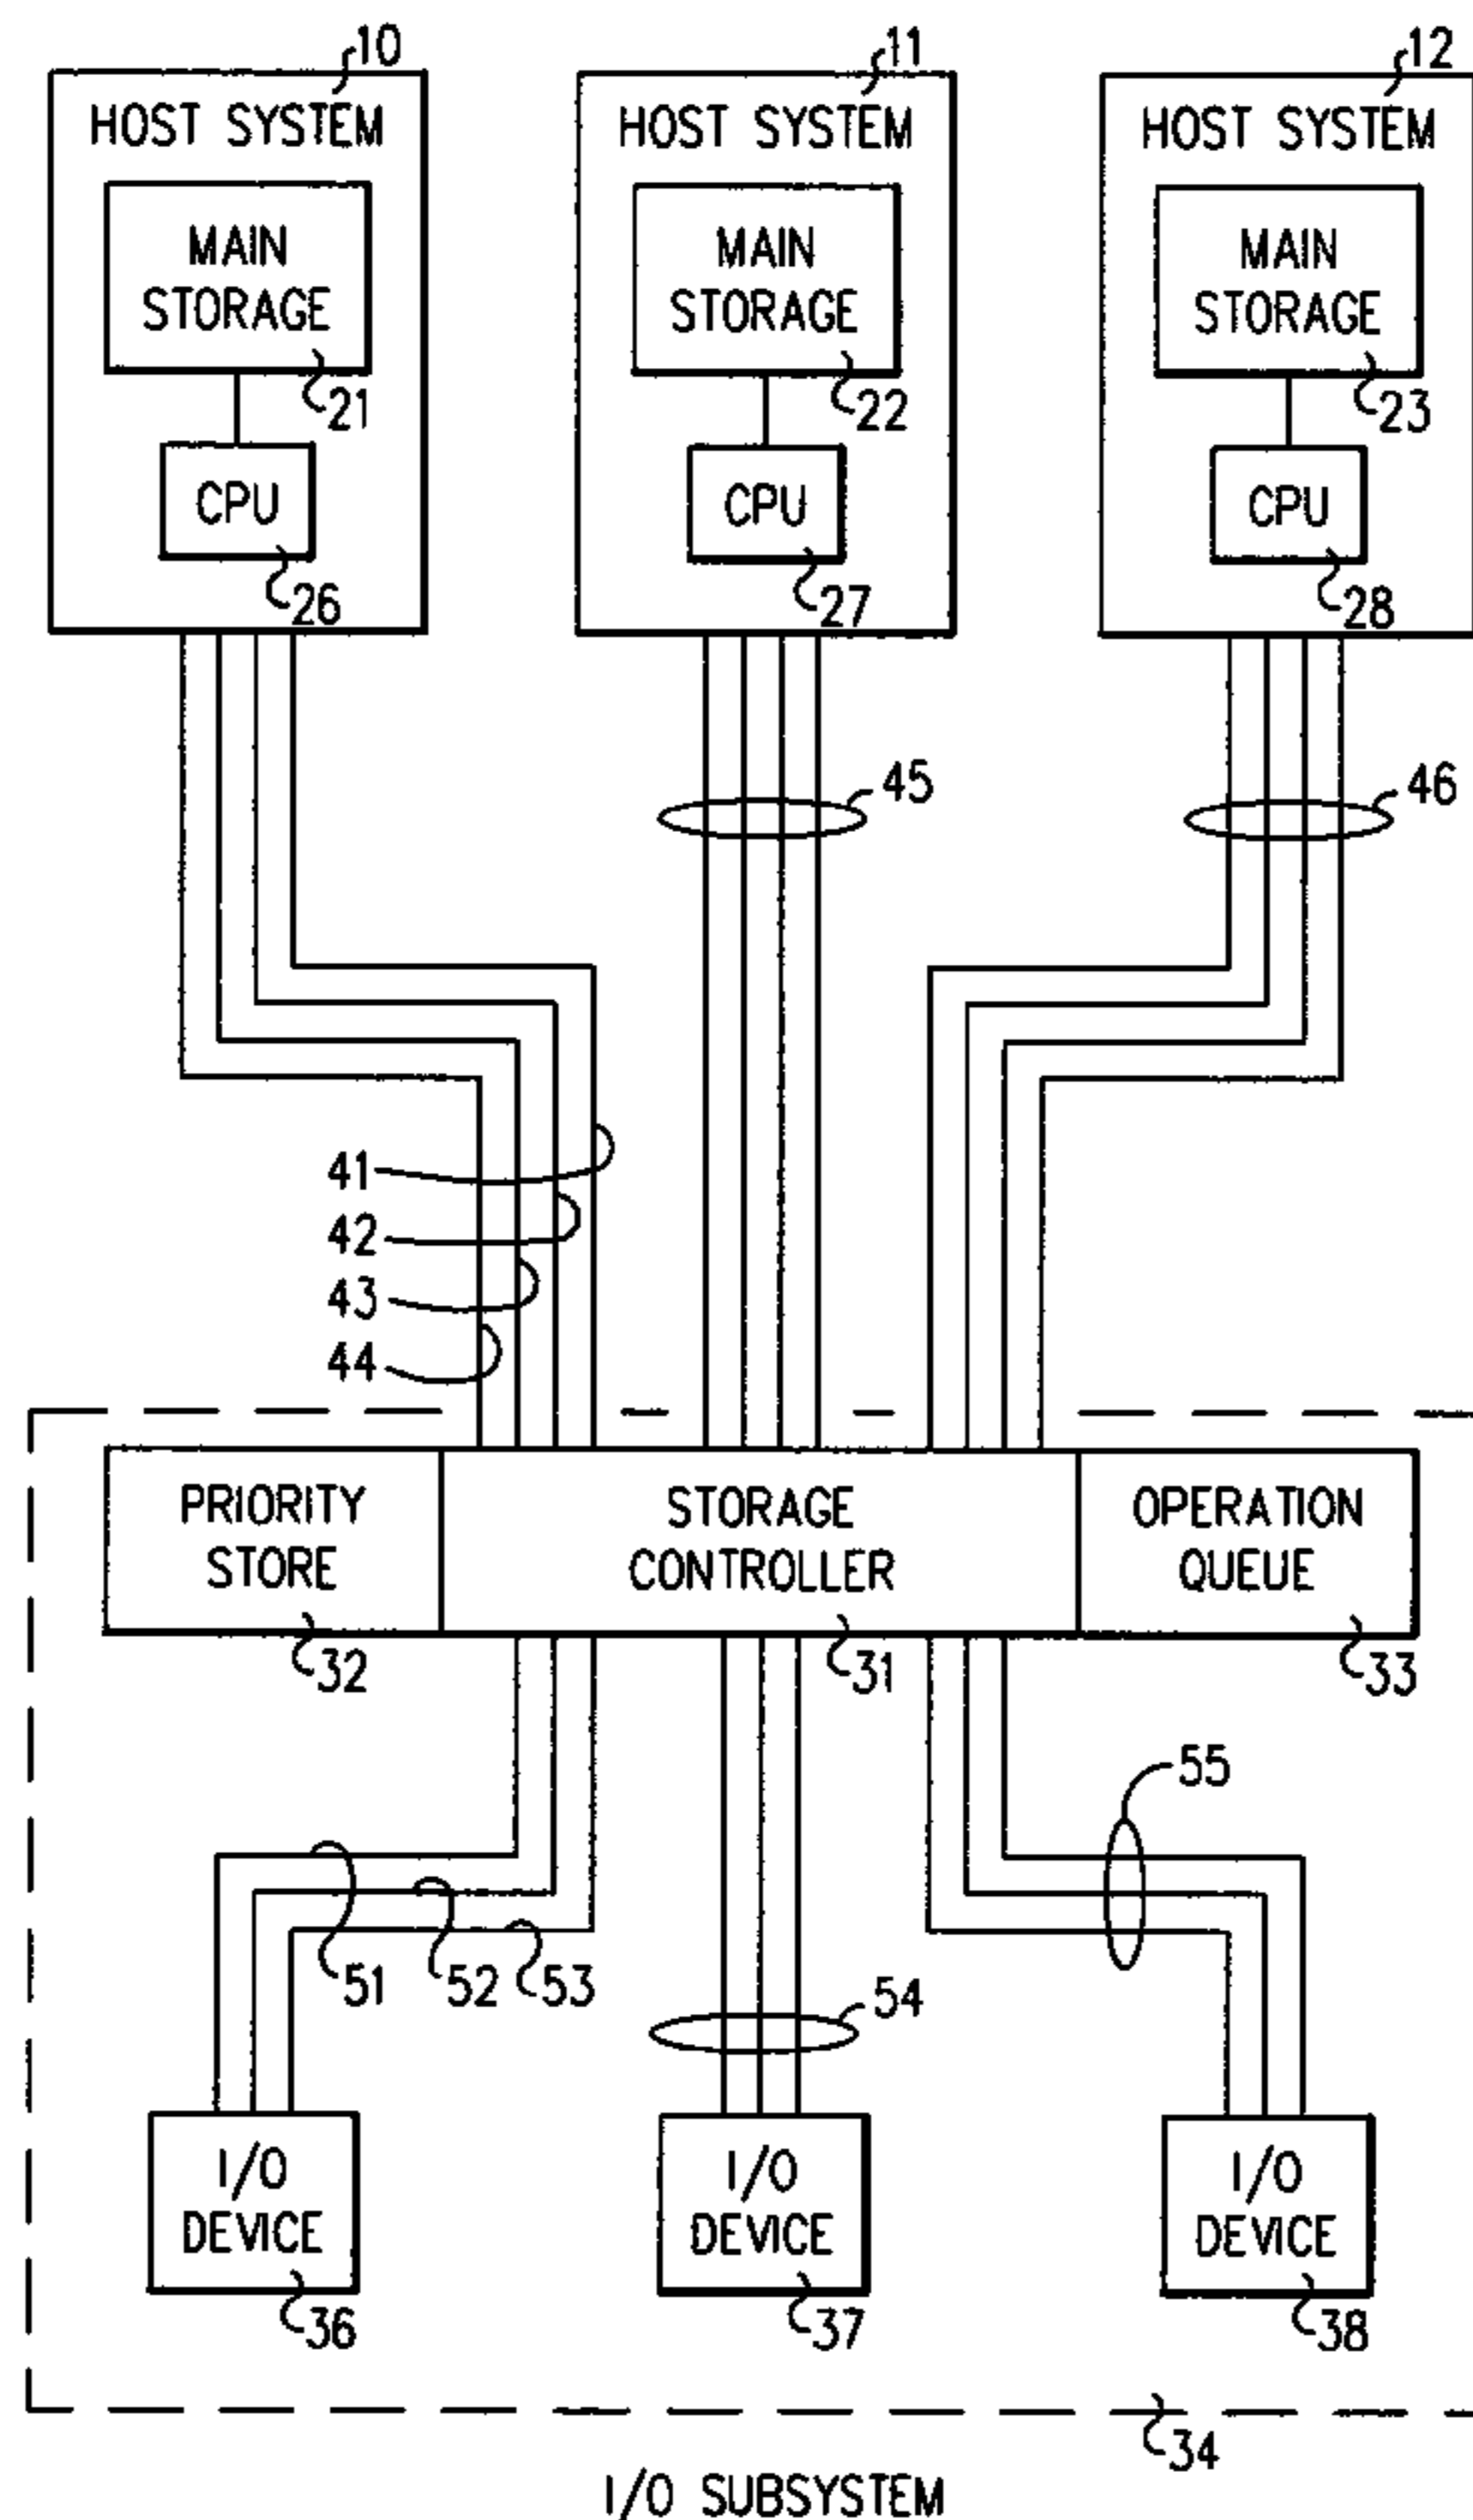 10
11
12
HOST SYSTEM
HOST SYSTEM
HOST SYSTEM
MAIN
STORAGE
MAIN
STORAGE
MAIN
STORAGE
21
22
23
CPU
CPU
CPU
26
27
28
45
46
41
42
43
44
PRIORITY
STORE
STORAGE
CONTROLLER
OPERATION
QUEUE
32
31
33
55
51
52
53
54
I/O
DEVICE
I/O
DEVICE
I/O
DEVICE
36
37
38
34
I/O SUBSYSTEM